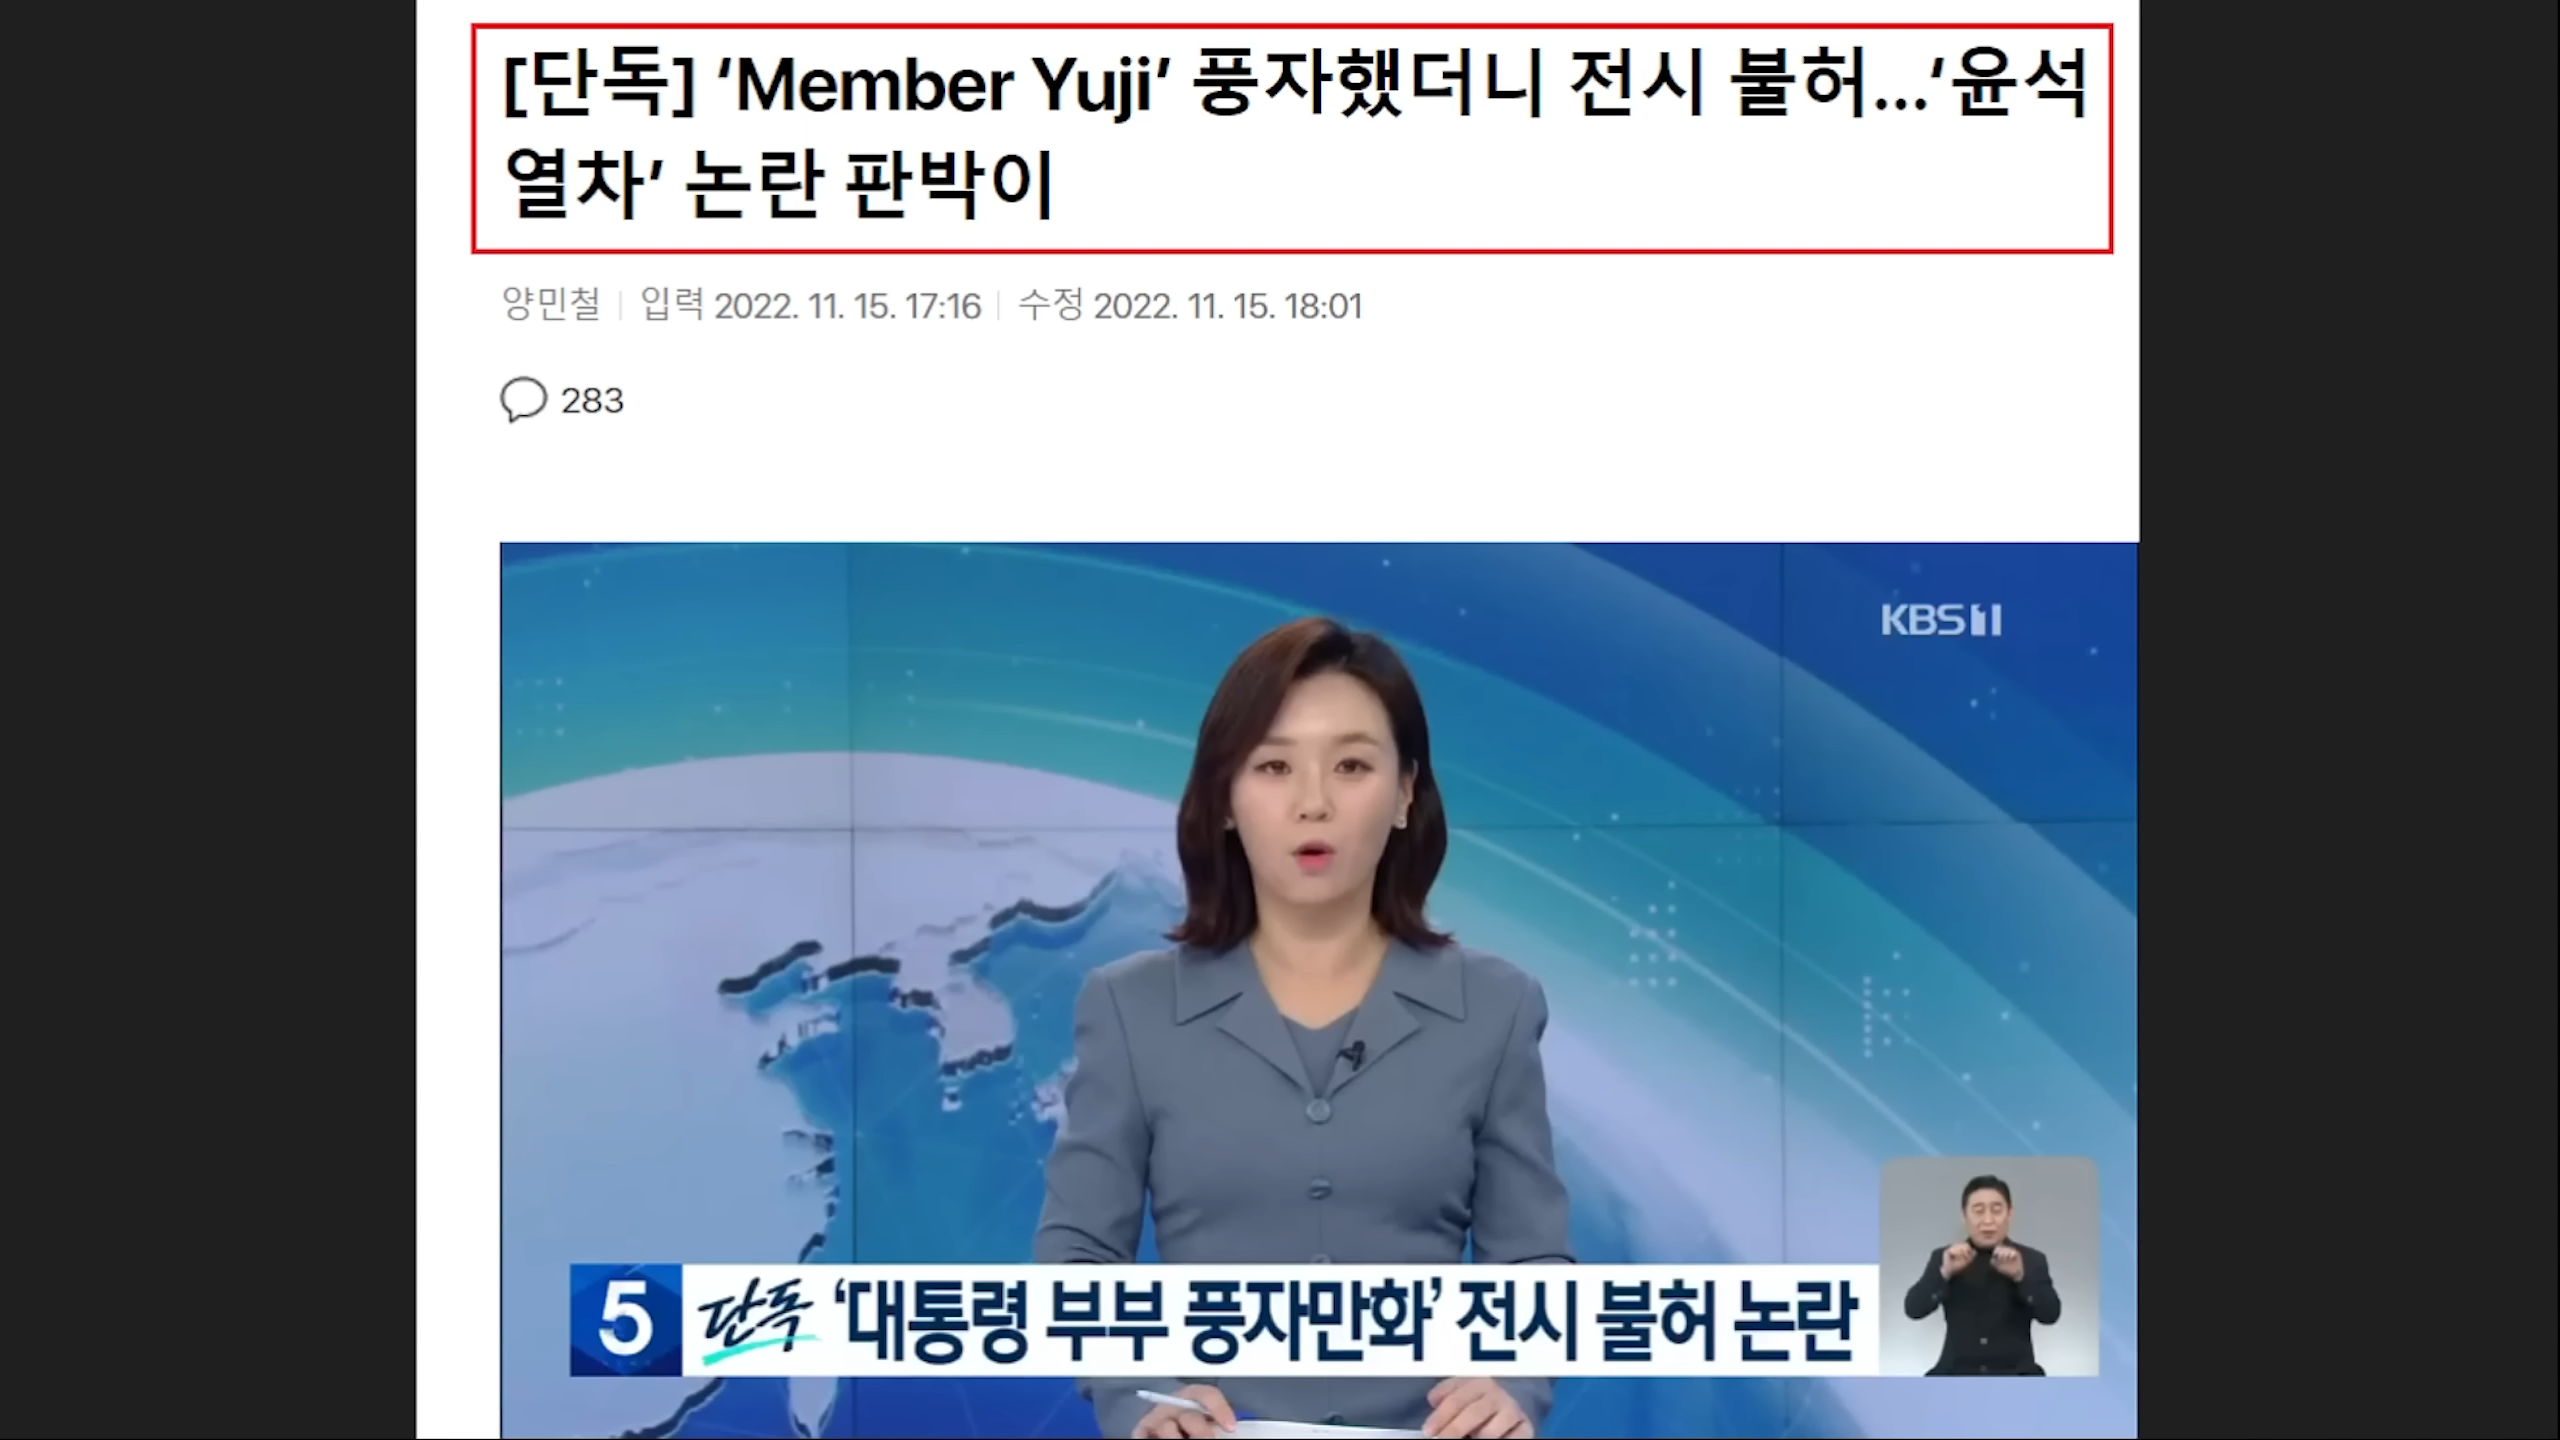 [단독] ‘Member Yuji’ 풍자했더니 전시 불허…‘윤석
열차’ 논란 판박이
양민철 | 입력 2022. 11. 15. 17:16 | 수정 2022. 11. 15. 18:01
283
KBS1
5 단독 ‘대통령 부부 풍자만화’ 전시 불허 논란